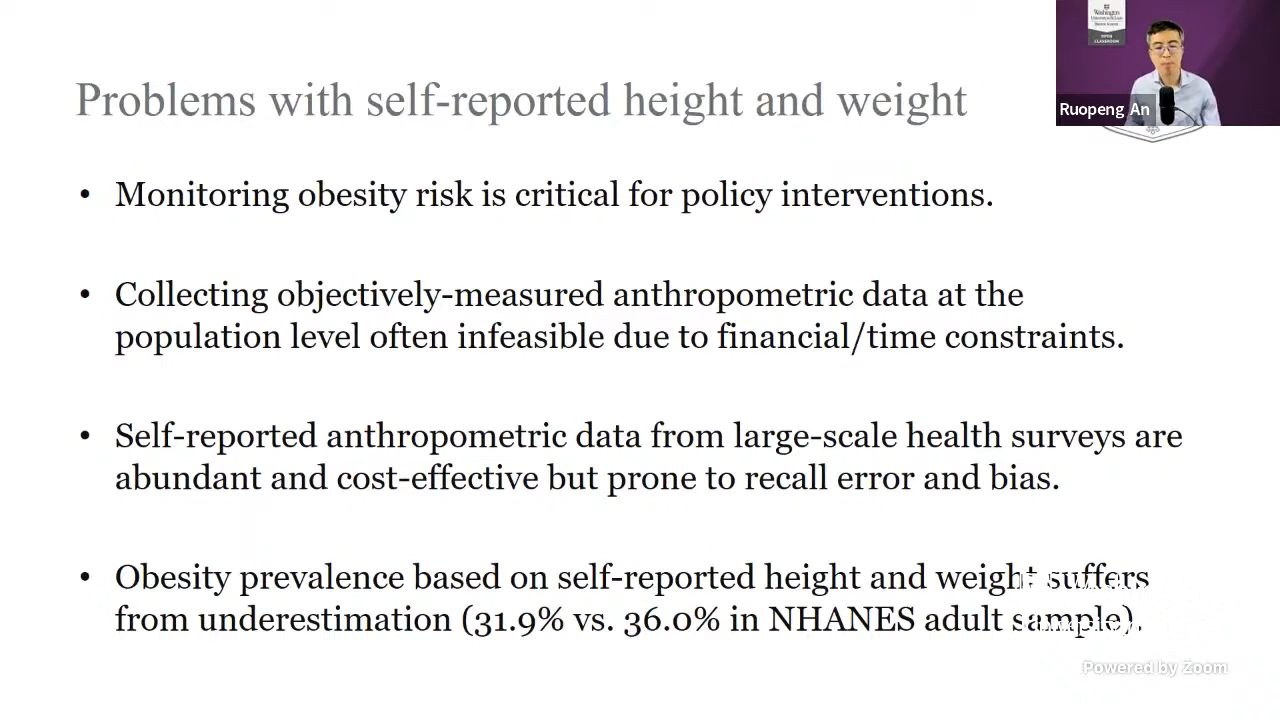 Problems with self-reported height and weight
Ruopeng An
Washington
OPEN
CLASSROOM
• Monitoring obesity risk is critical for policy interventions.
• Collecting objectively-measured anthropometric data at the
population level often infeasible due to financial/time constraints.
• Self-reported anthropometric data from large-scale health surveys are
abundant and cost-effective but prone to recall error and bias.
• Obesity prevalence based on self-reported height and weight suffers
from underestimation (31.9% vs. 36.0% in NHANES adult sample).
Powered by Zoom